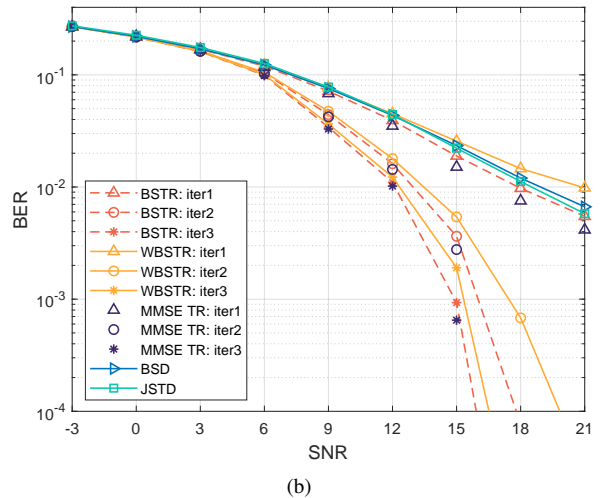 10^-1
10^-2
10^-3
10^-4
BER
BSTR: iter1
BSTR: iter2
BSTR: iter3
WBSTR: iter1
WBSTR: iter2
WBSTR: iter3
MMSE TR: iter1
MMSE TR: iter2
MMSE TR: iter3
BSD
JSTD
-3 0 3 6 9 12 15 18 21
SNR
(b)